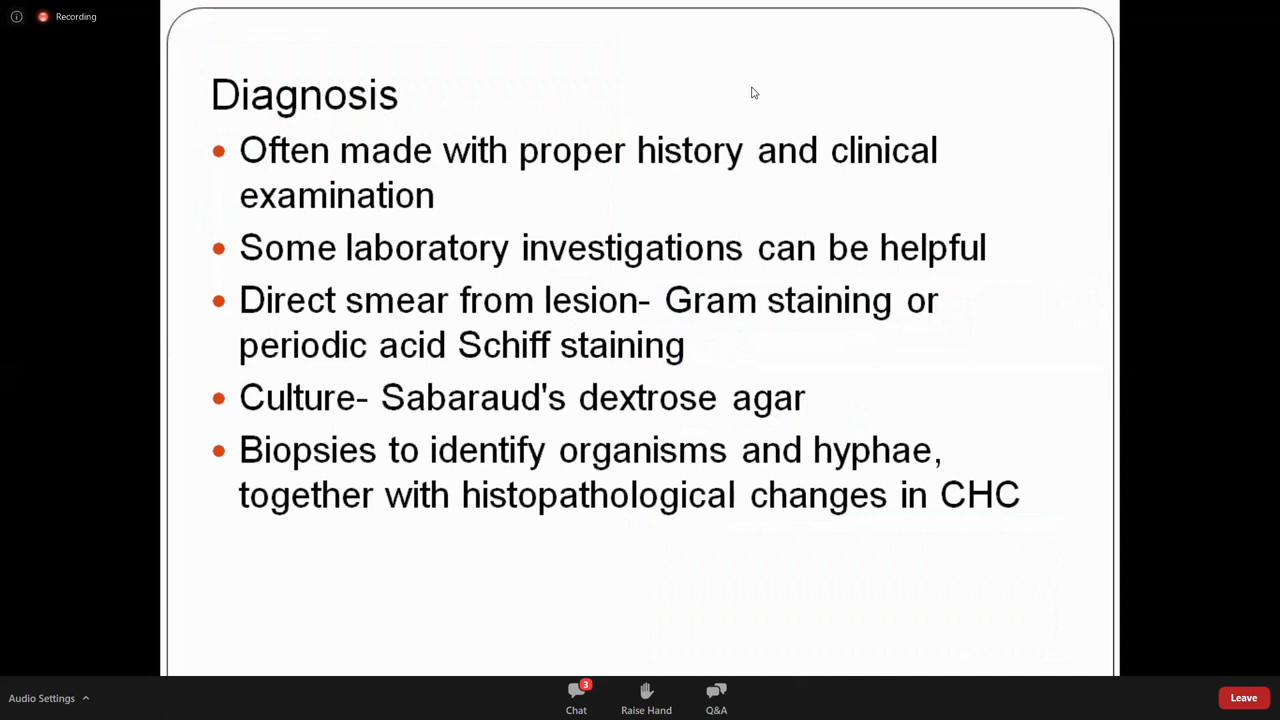 Recording
Diagnosis
Often made with proper history and clinical
examination
Some laboratory investigations can be helpful
Direct smear from lesion- Gram staining or
periodic acid Schiff staining
Culture- Sabaraud's dextrose agar
Biopsies to identify organisms and hyphae,
together with histopathological changes in CHC
Audio Settings
3
Chat
Raise Hand
Q&A
Leave